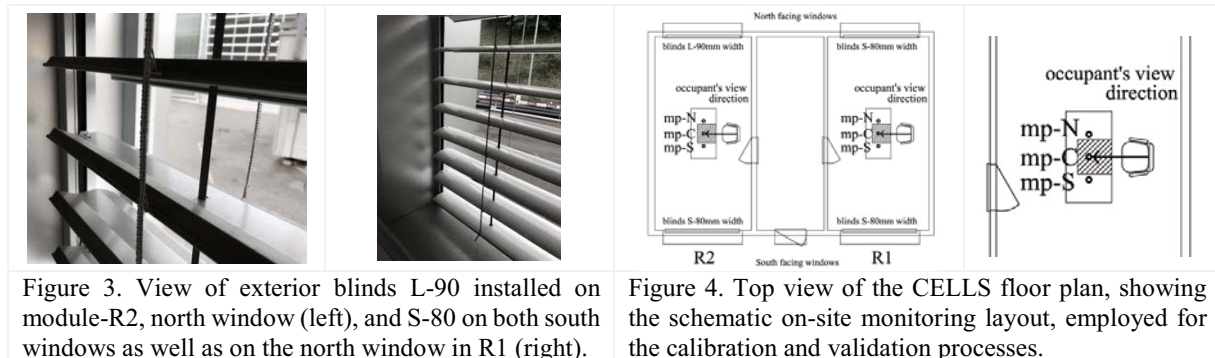 North facing windows
blinds L-90mm width
blinds S-80mm width
occupant's view
direction
mp-N
mp-C
mp-S
occupant's view
direction
mp-N
mp-C
mp-S
blinds S-80mm width
blinds S-80mm width
R2
South facing windows
R1
occupant's view
direction
mp-N
mp-C
mp-S
Figure 3. View of exterior blinds L-90 installed on
module-R2, north window (left), and S-80 on both south
windows as well as on the north window in R1 (right).
Figure 4. Top view of the CELLS floor plan, showing
the schematic on-site monitoring layout, employed for
the calibration and validation processes.